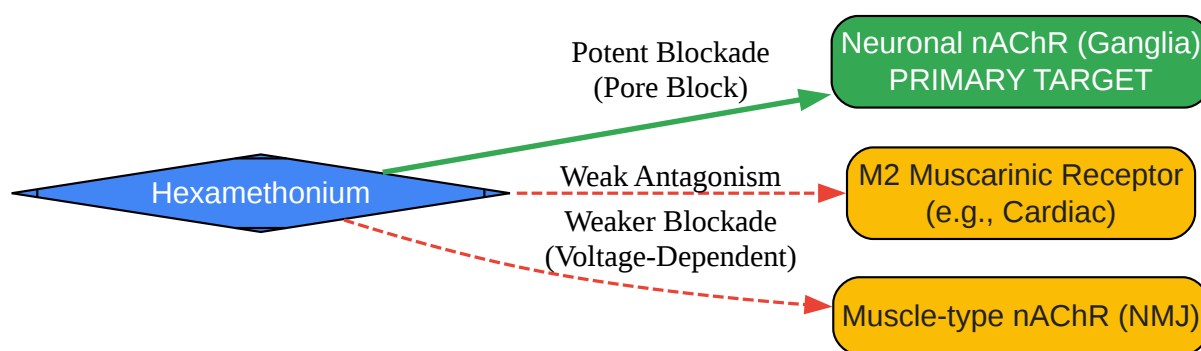 Hexamethonium
Potent Blockade
(Pore Block)
Neuronal nAChR (Ganglia)
PRIMARY TARGET
Weak Antagonism
M2 Muscarinic Receptor
(e.g., Cardiac)
Weaker Blockade
(Voltage-Dependent)
Muscle-type nAChR (NMJ)